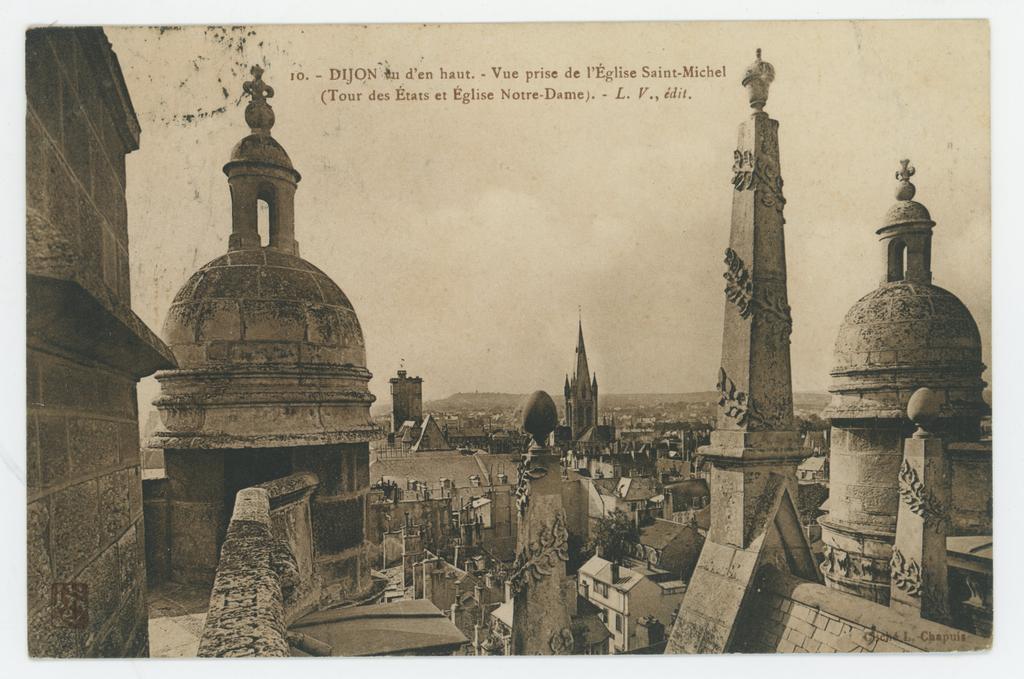 10. - DIJON vu d'en haut. - Vue prise de l'Église Saint-Michel
(Tour des États et Église Notre-Dame). - L. V., édit.
Cliché L. Chapuis